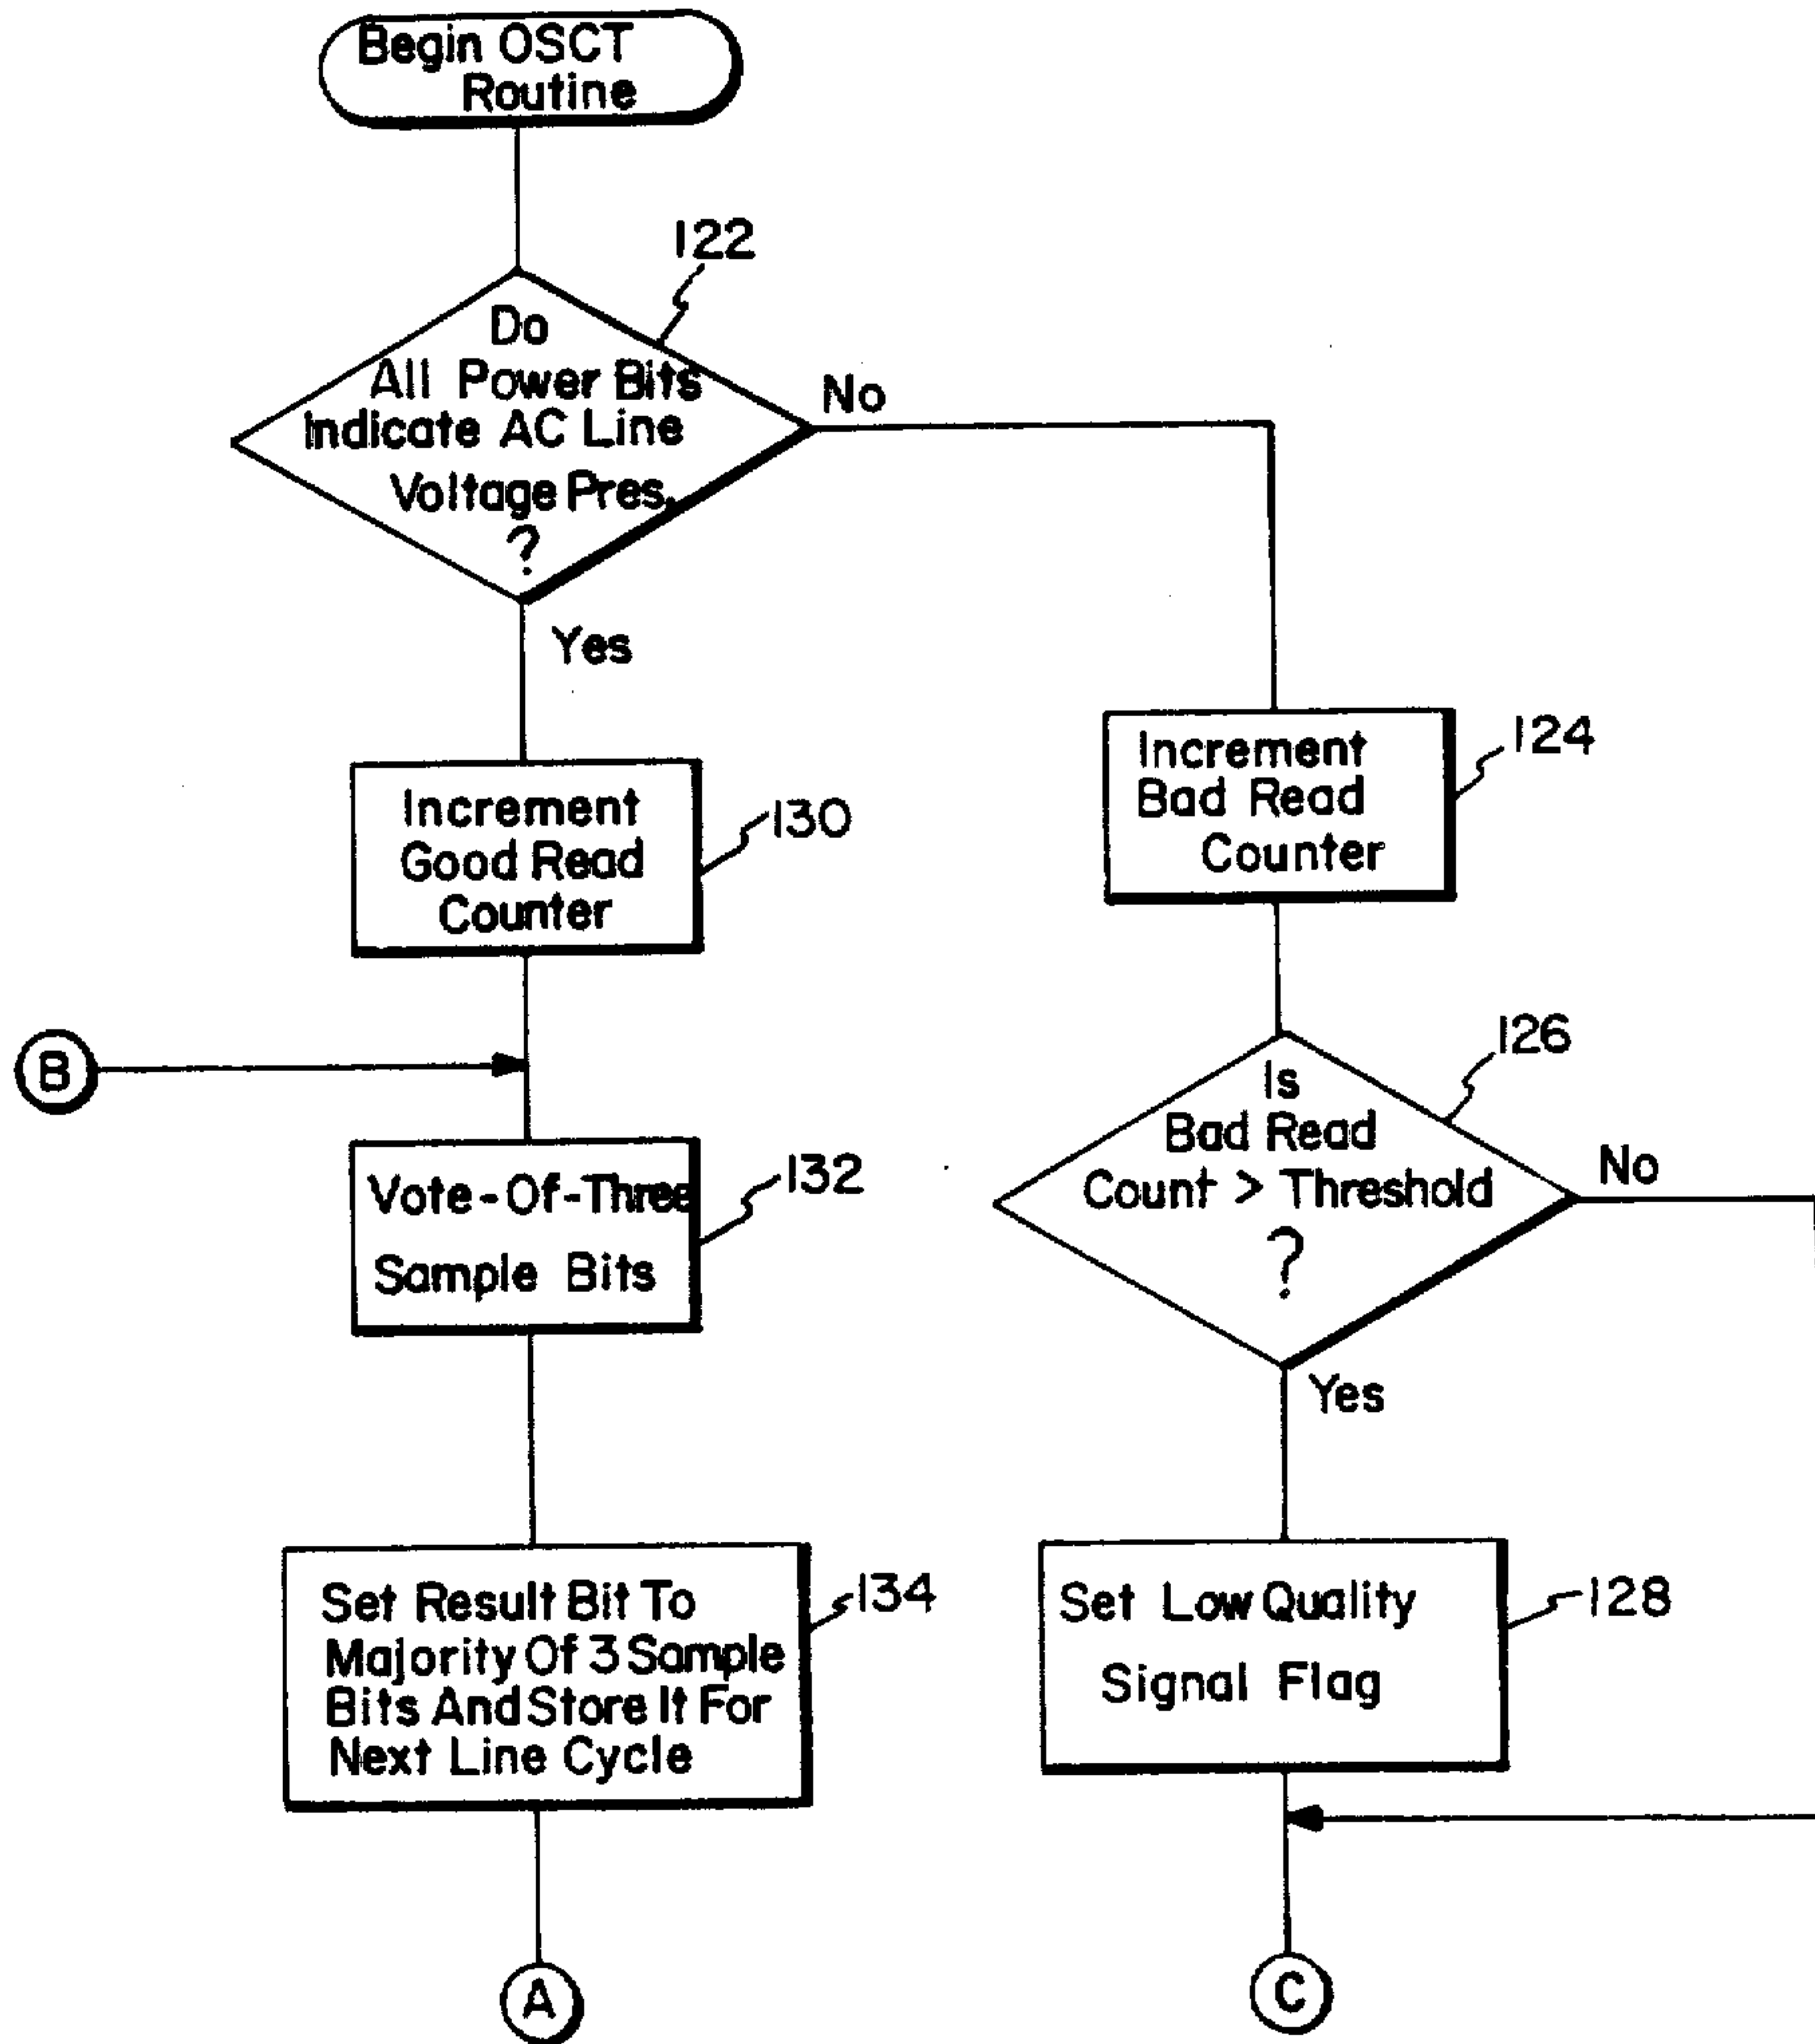 Begin OSCT
Routine
122
Do
All Power Bits
Indicate AC Line
Voltage Pres.
?
No
Yes
Increment
Good Read
Counter
130
Increment
Bad Read
Counter
124
B
Vote-Of-Three
Sample Bits
132
126
Is
Bad Read
Count > Threshold
?
No
Yes
Set Result Bit To
Majority Of 3 Sample
Bits And Store It For
Next Line Cycle
134
Set Low Quality
Signal Flag
128
A
C